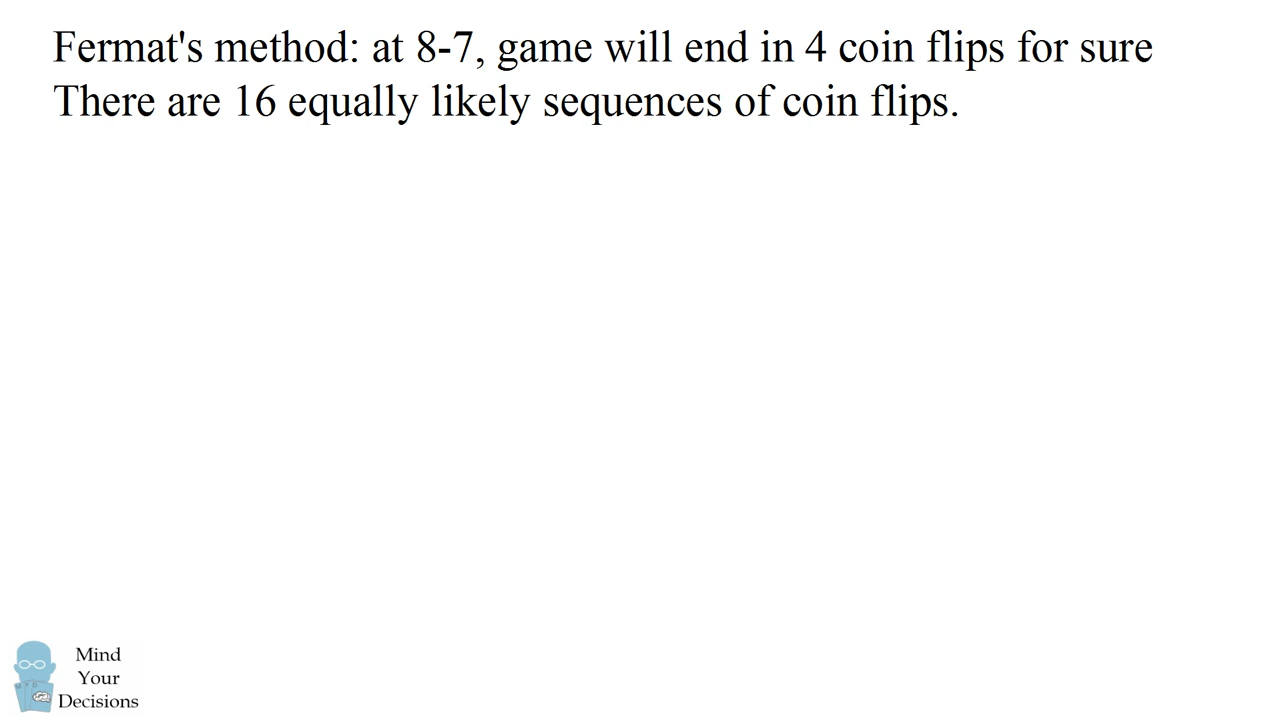 Fermat's method: at 8-7, game will end in 4 coin flips for sure
There are 16 equally likely sequences of coin flips.
Mind
Your
Decisions